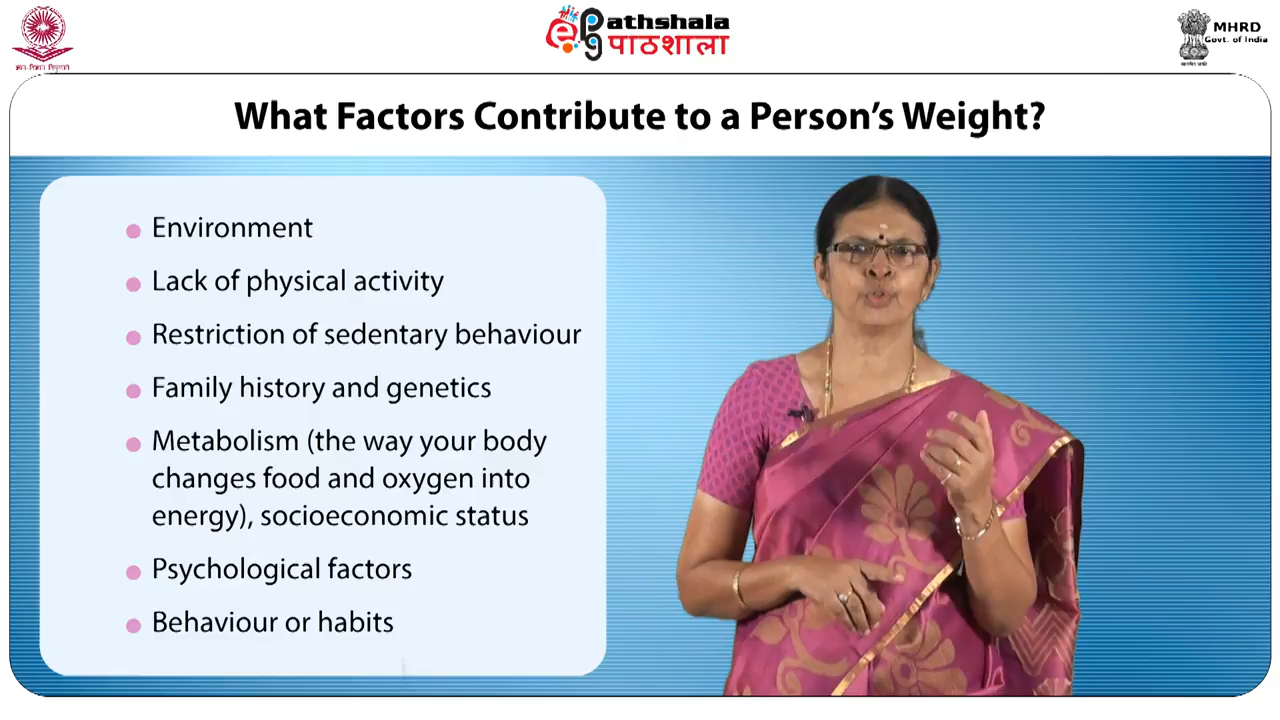 ज्ञान-विज्ञान विमुक्तये
ePathshala
पाठशाला
MHRD
Govt. of India
What Factors Contribute to a Person's Weight?
Environment
Lack of physical activity
Restriction of sedentary behaviour
Family history and genetics
Metabolism (the way your body
changes food and oxygen into
energy), socioeconomic status
Psychological factors
Behaviour or habits